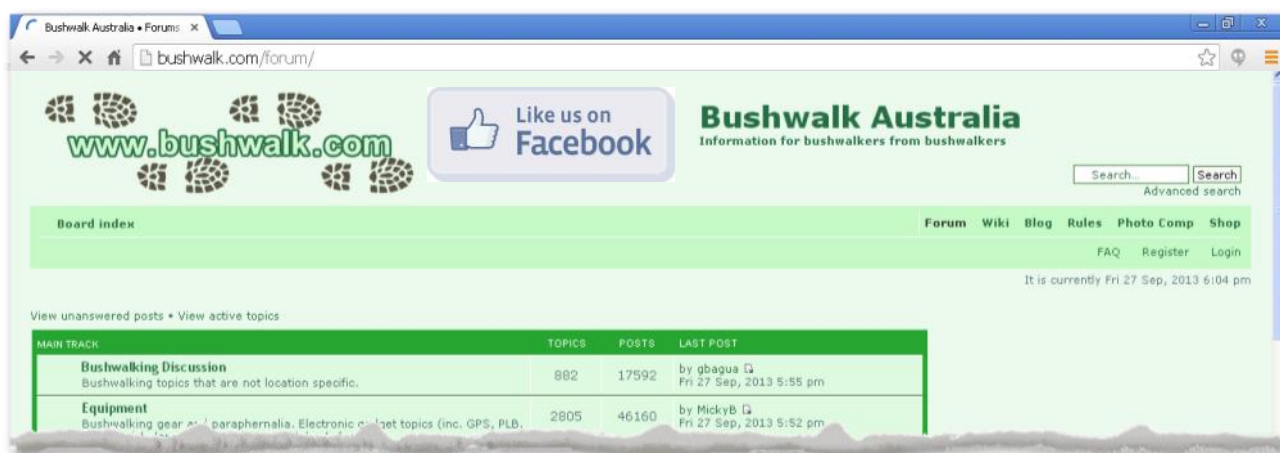 Bushwalk Australia • Forums
bushwalk.com/forum/
www.bushwalk.com
Like us on
Facebook
Bushwalk Australia
Information for bushwalkers from bushwalkers
Search... Search
Advanced search
Board index Forum Wiki Blog Rules Photo Comp Shop
FAQ Register Login
It is currently Fri 27 Sep, 2013 6:04 pm
View unanswered posts • View active topics
MAIN TRACK TOPICS POSTS LAST POST
Bushwalking Discussion
Bushwalking topics that are not location specific.
882 17592 by gbagua
Fri 27 Sep, 2013 5:55 pm
Equipment
Bushwalking gear and paraphernalia. Electronic gadget topics (inc. GPS, PLB,
2805 46160 by MickyB
Fri 27 Sep, 2013 5:52 pm